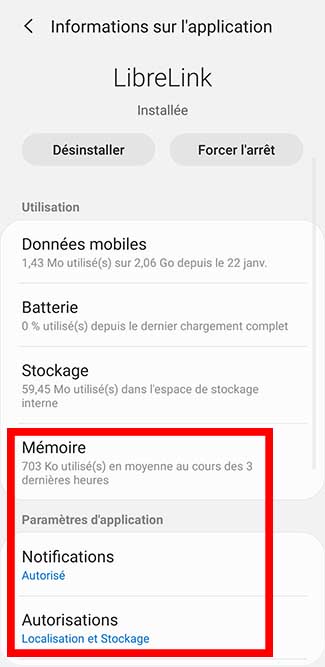 Informations sur l'application
LibreLink
Installée
Désinstaller
Forcer l'arrêt
Utilisation
Données mobiles
1,43 Mo utilisé(s) sur 2,06 Go depuis le 22 janv.
Batterie
0 % utilisé(s) depuis le dernier chargement complet
Stockage
59,45 Mo utilisé(s) dans l'espace de stockage
interne
Mémoire
703 Ko utilisé(s) en moyenne au cours des 3
dernières heures
Paramètres d'application
Notifications
Autorisé
Autorisations
Localisation et Stockage